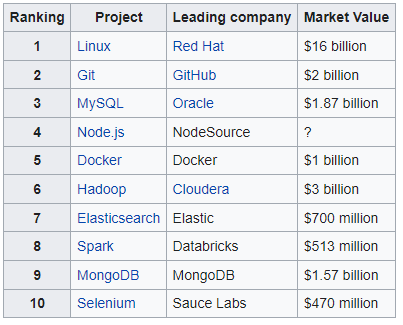 Ranking Project Leading company Market Value
1 Linux Red Hat $16 billion
2 Git GitHub $2 billion
3 MySQL Oracle $1.87 billion
4 Node.js NodeSource ?
5 Docker Docker $1 billion
6 Hadoop Cloudera $3 billion
7 Elasticsearch Elastic $700 million
8 Spark Databricks $513 million
9 MongoDB MongoDB $1.57 billion
10 Selenium Sauce Labs $470 million